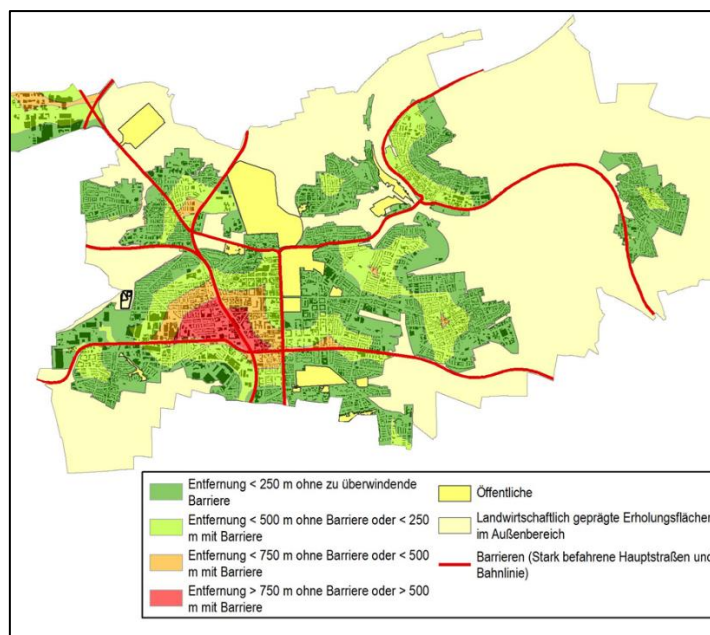 Entfernung < 250 m ohne zu überwindende
Barriere
Entfernung <500 m ohne Barriere oder < 250
m mit Barriere
Entfernung <750 m ohne Barriere oder < 500
m mit Barriere
Entfernung > 750 m ohne Barriere oder > 500
m mit Barriere
Öffentliche
Landwirtschaftlich geprägte Erholungsflächen
im Außenbereich
Barrieren (Stark befahrene Hauptstraßen und
Bahnlinie)